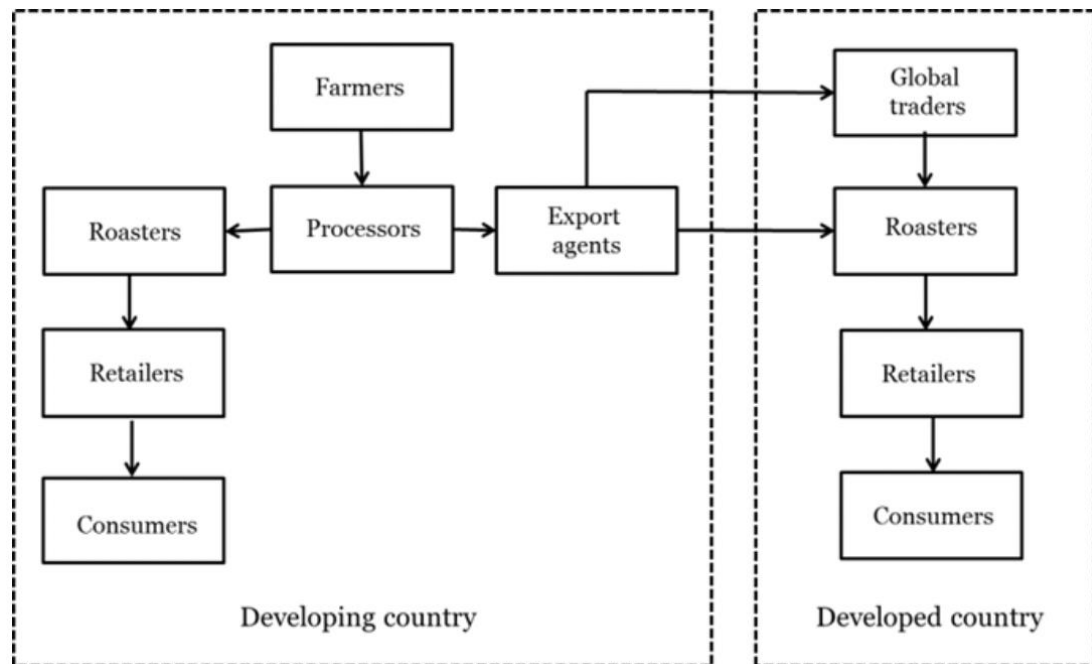 Farmers
Processors
Roasters
Export
agents
Retailers
Consumers
Developing country
Global
traders
Roasters
Retailers
Consumers
Developed country